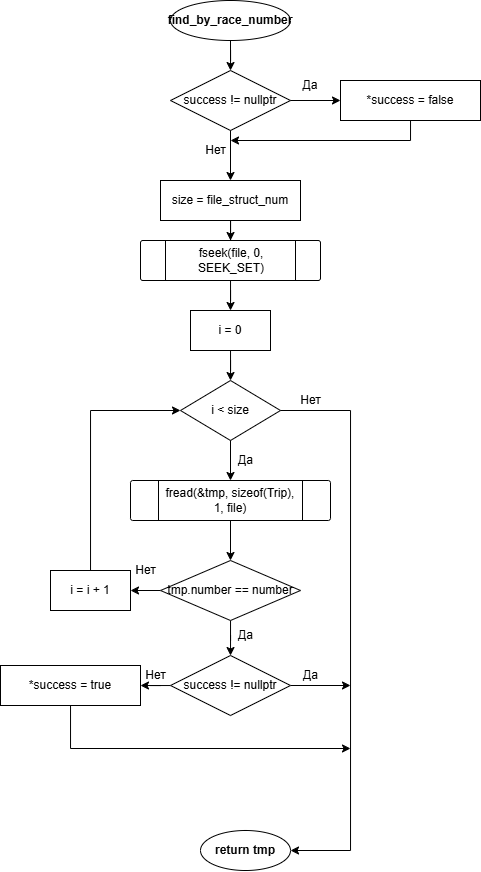 find_by_race_number
success != nullptr
Да
*success = false
Нет
size = file_struct_num
fseek(file, 0,
SEEK_SET)
i = 0
i < size
Нет
Да
fread(&tmp, sizeof(Trip),
1, file)
Нет
i = i + 1
tmp.number == number
Да
*success = true
Нет
success != nullptr
Да
return tmp